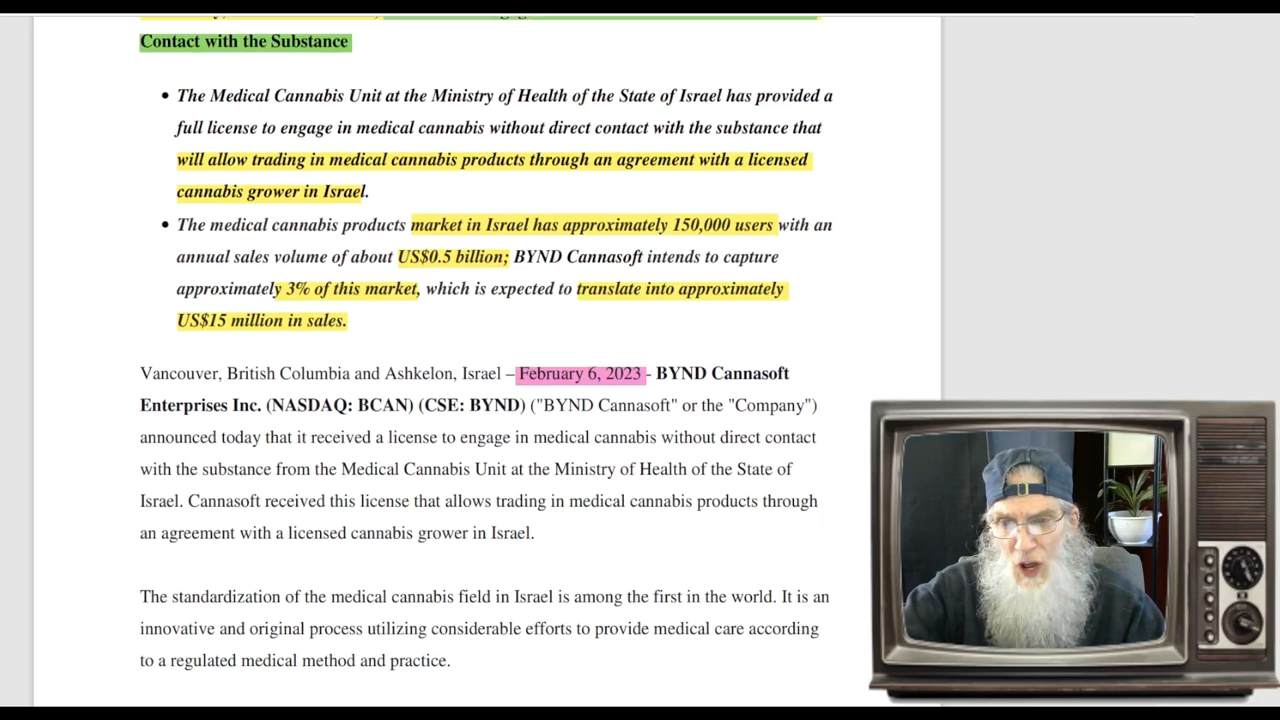 Contact with the Substance
• The Medical Cannabis Unit at the Ministry of Health of the State of Israel has provided a
full license to engage in medical cannabis without direct contact with the substance that
will allow trading in medical cannabis products through an agreement with a licensed
cannabis grower in Israel.
• The medical cannabis products market in Israel has approximately 150,000 users with an
annual sales volume of about US$0.5 billion; BYND Cannasoft intends to capture
approximately 3% of this market, which is expected to translate into approximately
US$15 million in sales.
Vancouver, British Columbia and Ashkelon, Israel – February 6, 2023 - BYND Cannasoft
Enterprises Inc. (NASDAQ: BCAN) (CSE: BYND) ("BYND Cannasoft" or the "Company")
announced today that it received a license to engage in medical cannabis without direct contact
with the substance from the Medical Cannabis Unit at the Ministry of Health of the State of
Israel. Cannasoft received this license that allows trading in medical cannabis products through
an agreement with a licensed cannabis grower in Israel.
The standardization of the medical cannabis field in Israel is among the first in the world. It is an
innovative and original process utilizing considerable efforts to provide medical care according
to a regulated medical method and practice.